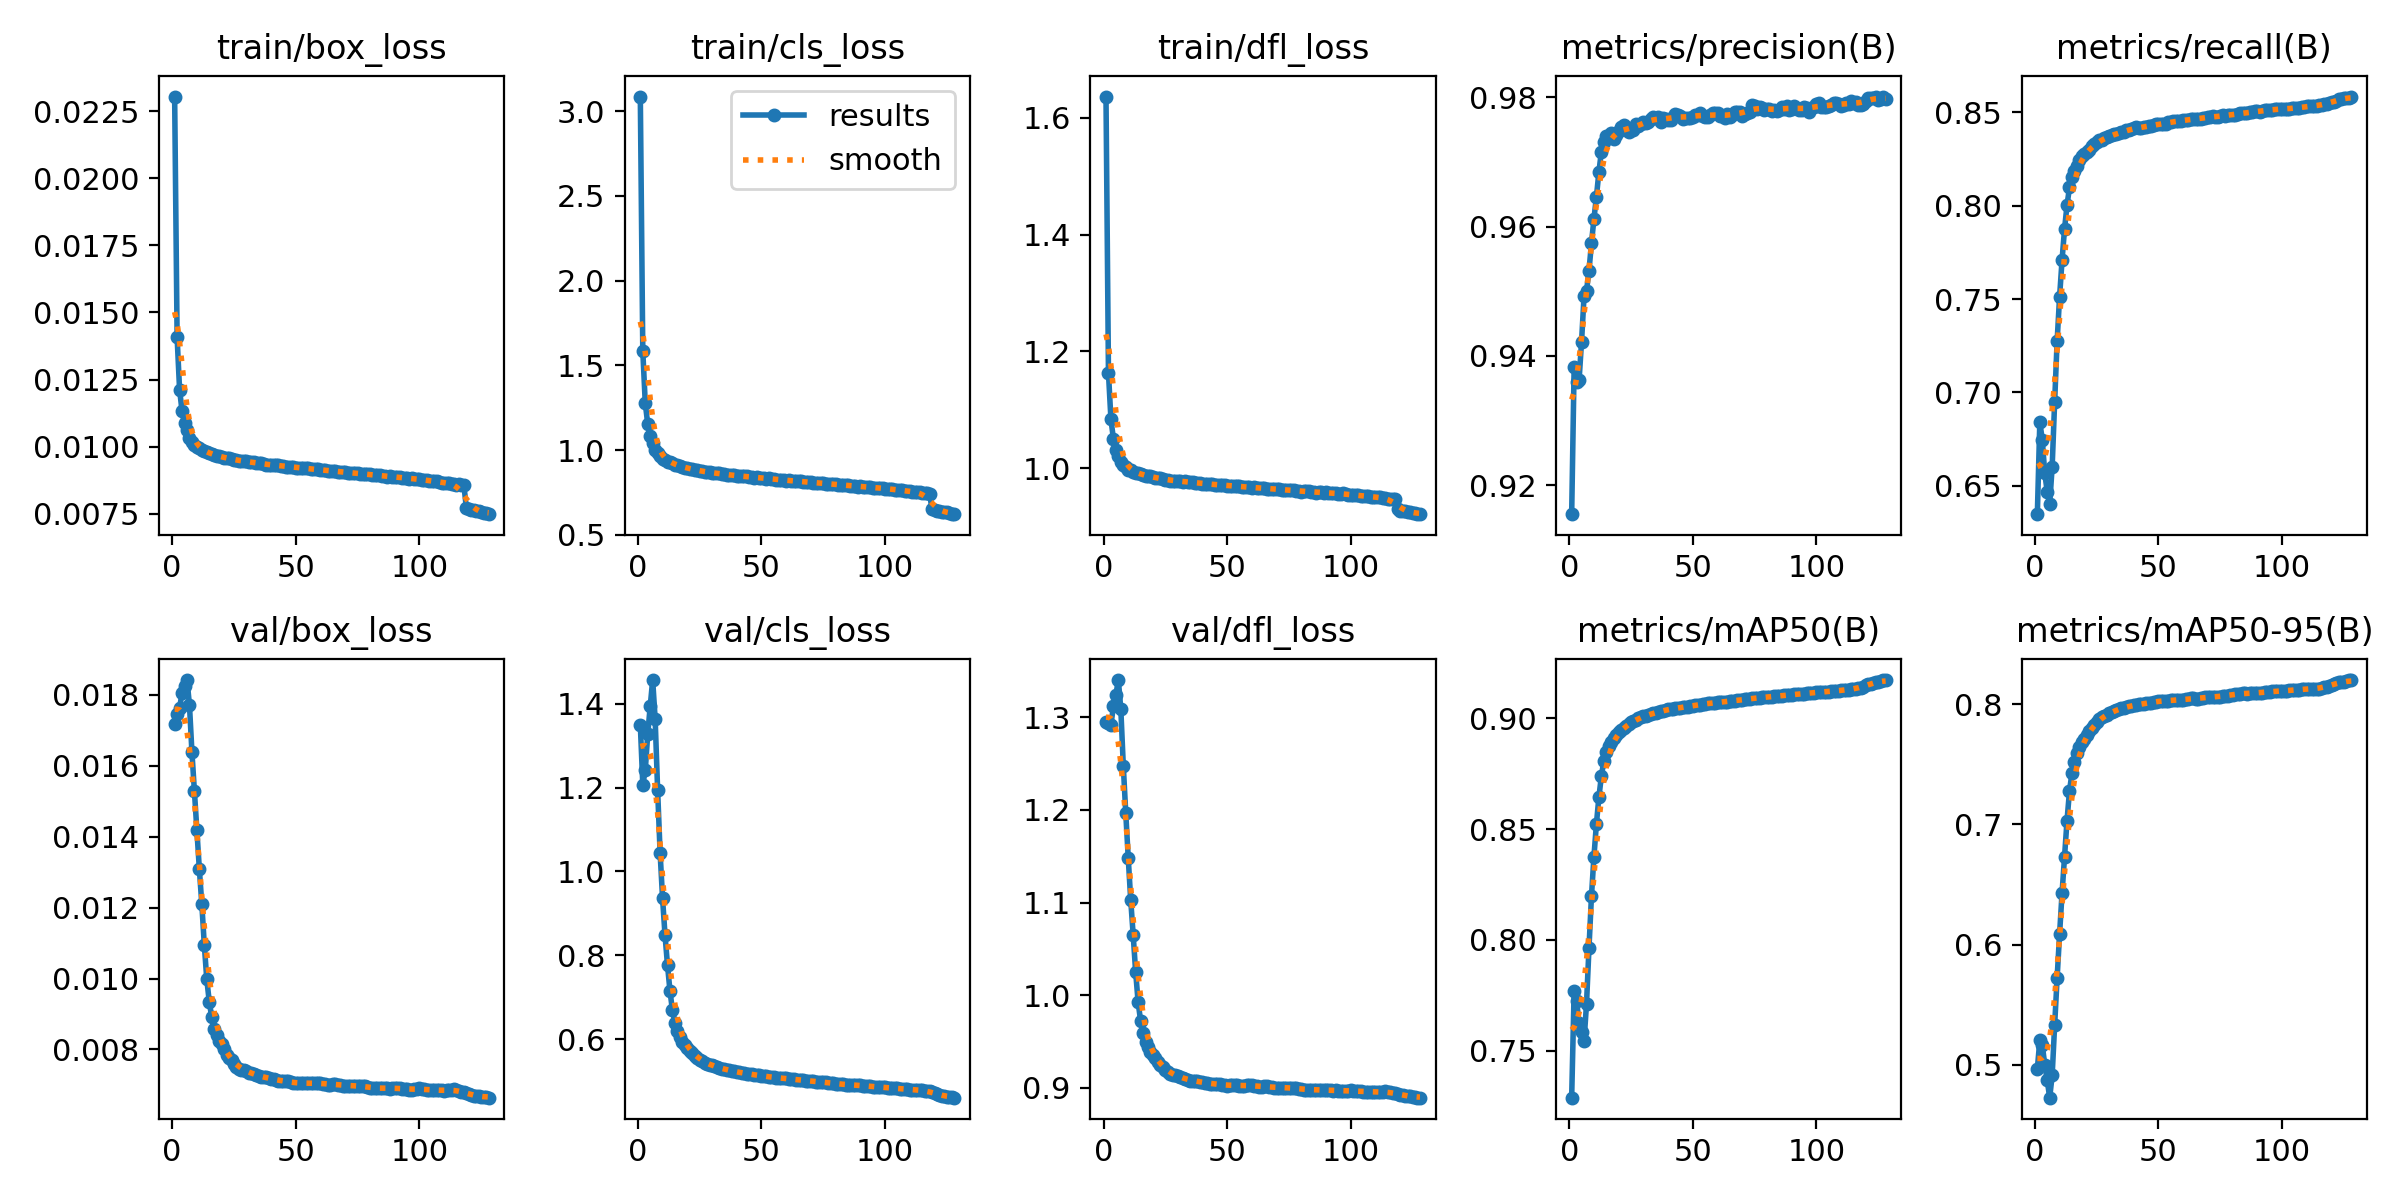 train/box_loss
0.0225
0.0200
0.0175
0.0150
0.0125
0.0100
0.0075
0 50 100
train/cls_loss
results
smooth
3.0
2.5
2.0
1.5
1.0
0.5
0 50 100
train/dfl_loss
1.6
1.4
1.2
1.0
0 50 100
metrics/precision(B)
0.98
0.96
0.94
0.92
0 50 100
metrics/recall(B)
0.85
0.80
0.75
0.70
0.65
0 50 100
val/box_loss
0.018
0.016
0.014
0.012
0.010
0.008
0 50 100
val/cls_loss
1.4
1.2
1.0
0.8
0.6
0 50 100
val/dfl_loss
1.3
1.2
1.1
1.0
0.9
0 50 100
metrics/mAP50(B)
0.90
0.85
0.80
0.75
0 50 100
metrics/mAP50-95(B)
0.8
0.7
0.6
0.5
0 50 100